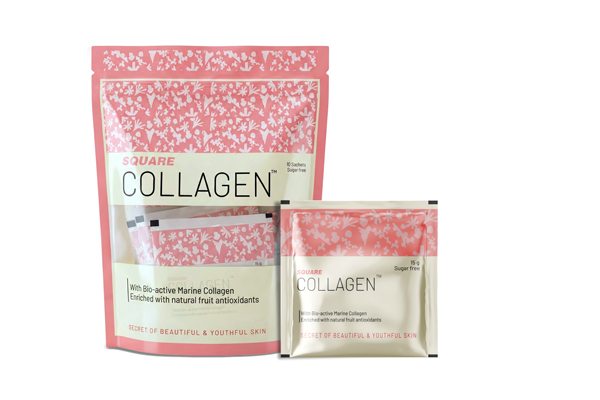 SQUARE
COLLAGEN™
Sachets
Sugar free
15 g
With Bio-active Marine Collagen
Enriched with natural fruit antioxidants
SECRET OF BEAUTIFUL & YOUTHFUL SKIN
15 g
Sugar free
SQUARE
COLLAGEN™
With Bio-active Marine Collagen
Enriched with natural fruit antioxidants
SECRET OF BEAUTIFUL & YOUTHFUL SKIN